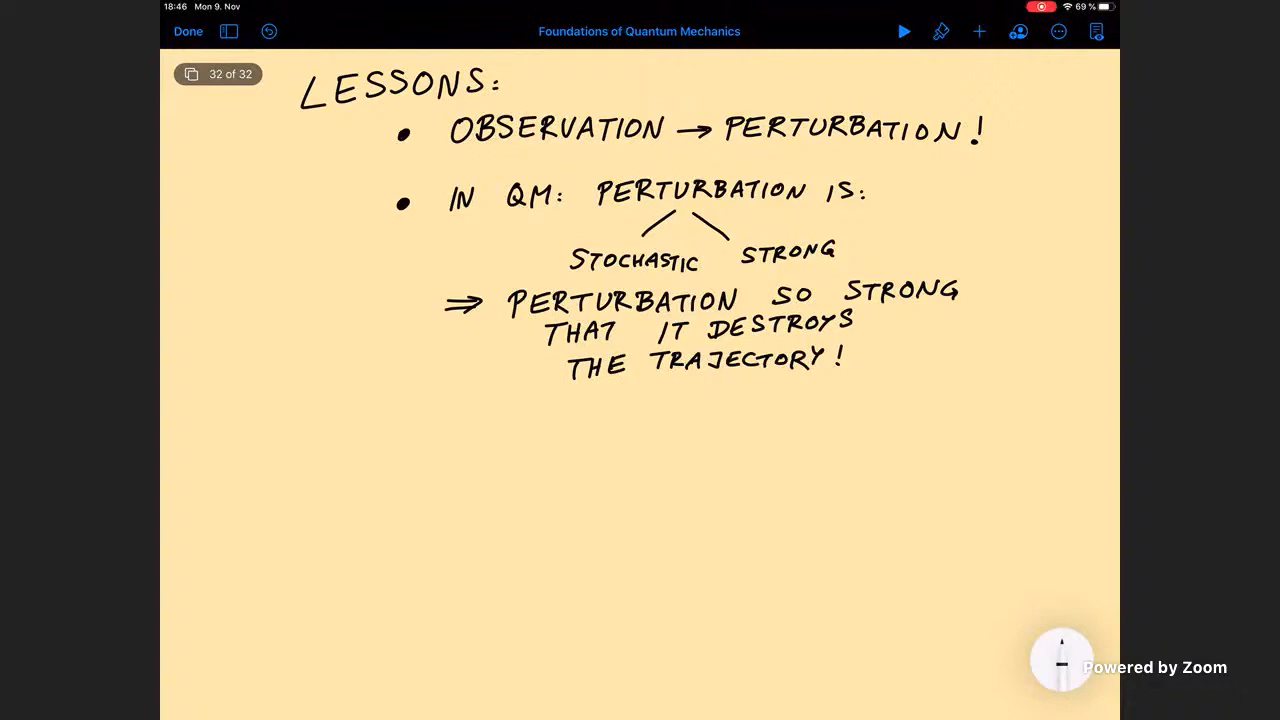 18:46 Mon 9. Nov 69 %
Done Foundations of Quantum Mechanics
32 of 32
LESSONS:
• OBSERVATION → PERTURBATION!
• IN QM: PERTURBATION IS:
STOCHASTIC STRONG
⇒ PERTURBATION SO STRONG
THAT IT DESTROYS
THE TRAJECTORY!
Powered by Zoom